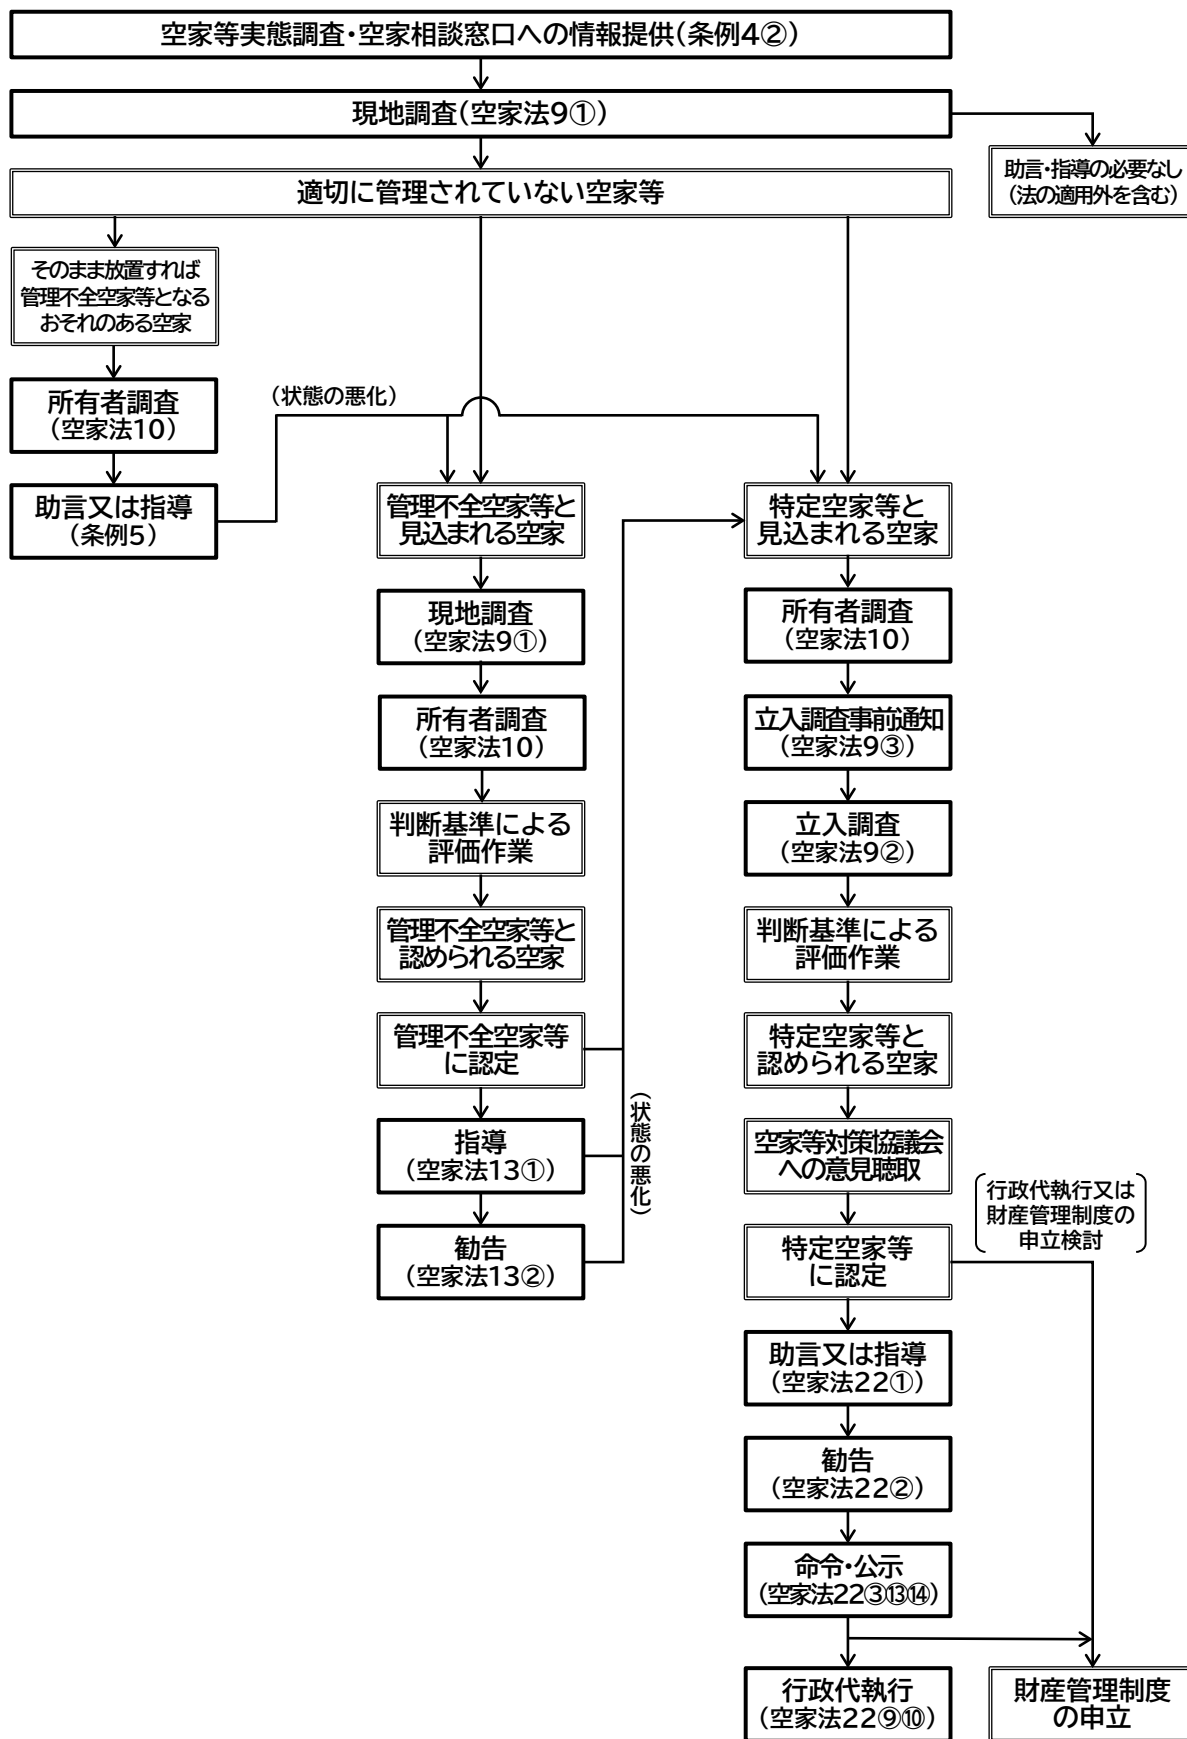 空家等実態調査・空家相談窓口への情報提供(条例4②)
現地調査(空家法9①)
助言・指導の必要なし
(法の適用外を含む)
適切に管理されていない空家等
そのまま放置すれば
管理不全空家等となる
おそれのある空家
所有者調査
(空家法10)
助言又は指導
(条例5)
(状態の悪化)
管理不全空家等と
見込まれる空家
現地調査
(空家法9①)
所有者調査
(空家法10)
判断基準による
評価作業
管理不全空家等と
認められる空家
管理不全空家等
に認定
指導
(空家法13①)
勧告
(空家法13②)
(状態の悪化)
特定空家等と
見込まれる空家
所有者調査
(空家法10)
立入調査事前通知
(空家法9③)
立入調査
(空家法9②)
判断基準による
評価作業
特定空家等と
認められる空家
空家等対策協議会
への意見聴取
特定空家等
に認定
行政代執行又は
財産管理制度の
申立検討
助言又は指導
(空家法22①)
勧告
(空家法22②)
命令・公示
(空家法22③⑬⑭)
行政代執行
(空家法22⑨⑩)
財産管理制度
の申立